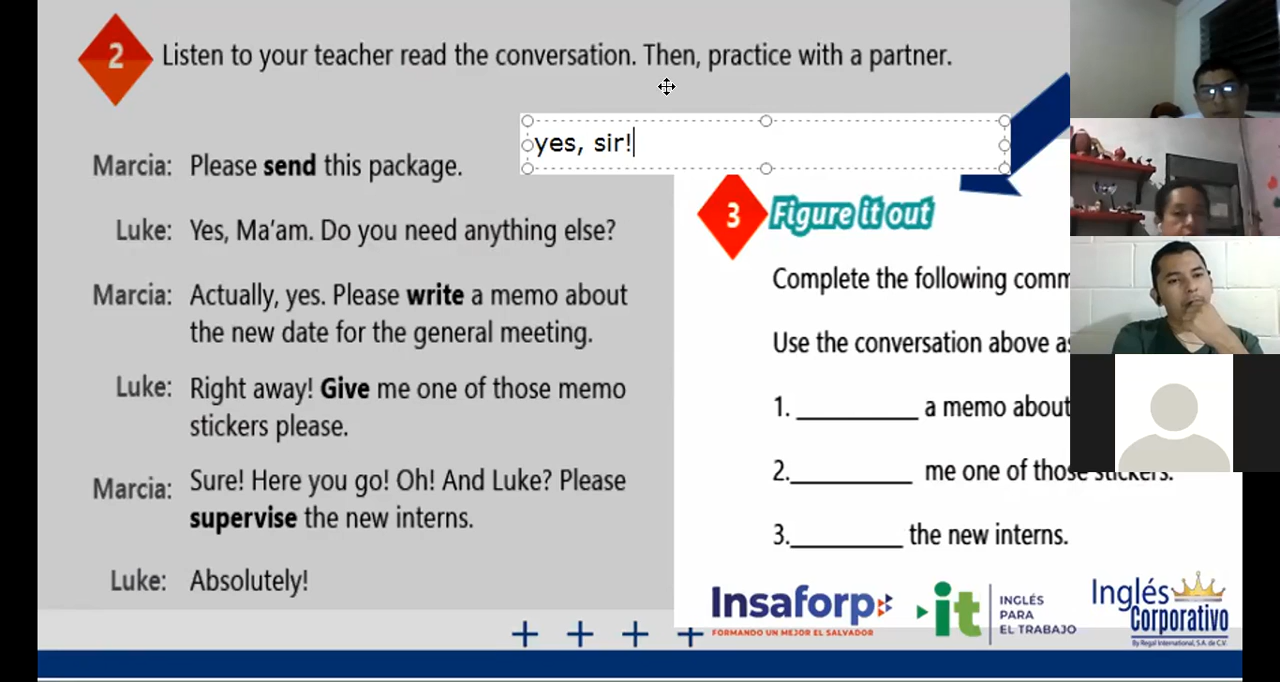 2 Listen to your teacher read the conversation. Then, practice with a partner.
yes, sir!
Marcia: Please send this package.
Luke: Yes, Ma'am. Do you need anything else?
Marcia: Actually, yes. Please write a memo about
the new date for the general meeting.
Luke: Right away! Give me one of those memo
stickers please.
Marcia: Sure! Here you go! Oh! And Luke? Please
supervise the new interns.
Luke: Absolutely!
3 Figure it out
Complete the following comm
Use the conversation above as
1. __________ a memo about
2.__________ me one of those stickers.
3.__________ the new interns.
Insaforp
FORMANDO UN MEJOR EL SALVADOR
it
INGLÉS
PARA
EL TRABAJO
Inglés
Corporativo
By Regal International, S.A. de C.V.